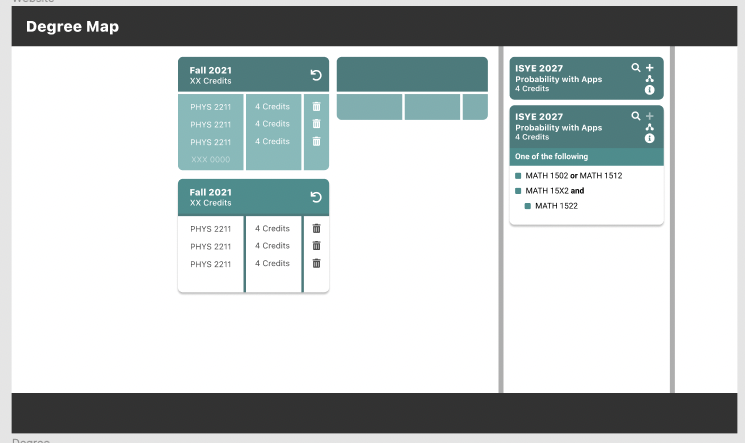 Website
Degree Map
Fall 2021
XX Credits
PHYS 2211 4 Credits
PHYS 2211 4 Credits
PHYS 2211 4 Credits
XXX 0000
Fall 2021
XX Credits
PHYS 2211 4 Credits
PHYS 2211 4 Credits
PHYS 2211 4 Credits
ISYE 2027
Probability with Apps
4 Credits
ISYE 2027
Probability with Apps
4 Credits
One of the following
MATH 1502 or MATH 1512
MATH 15X2 and
MATH 1522
Degree